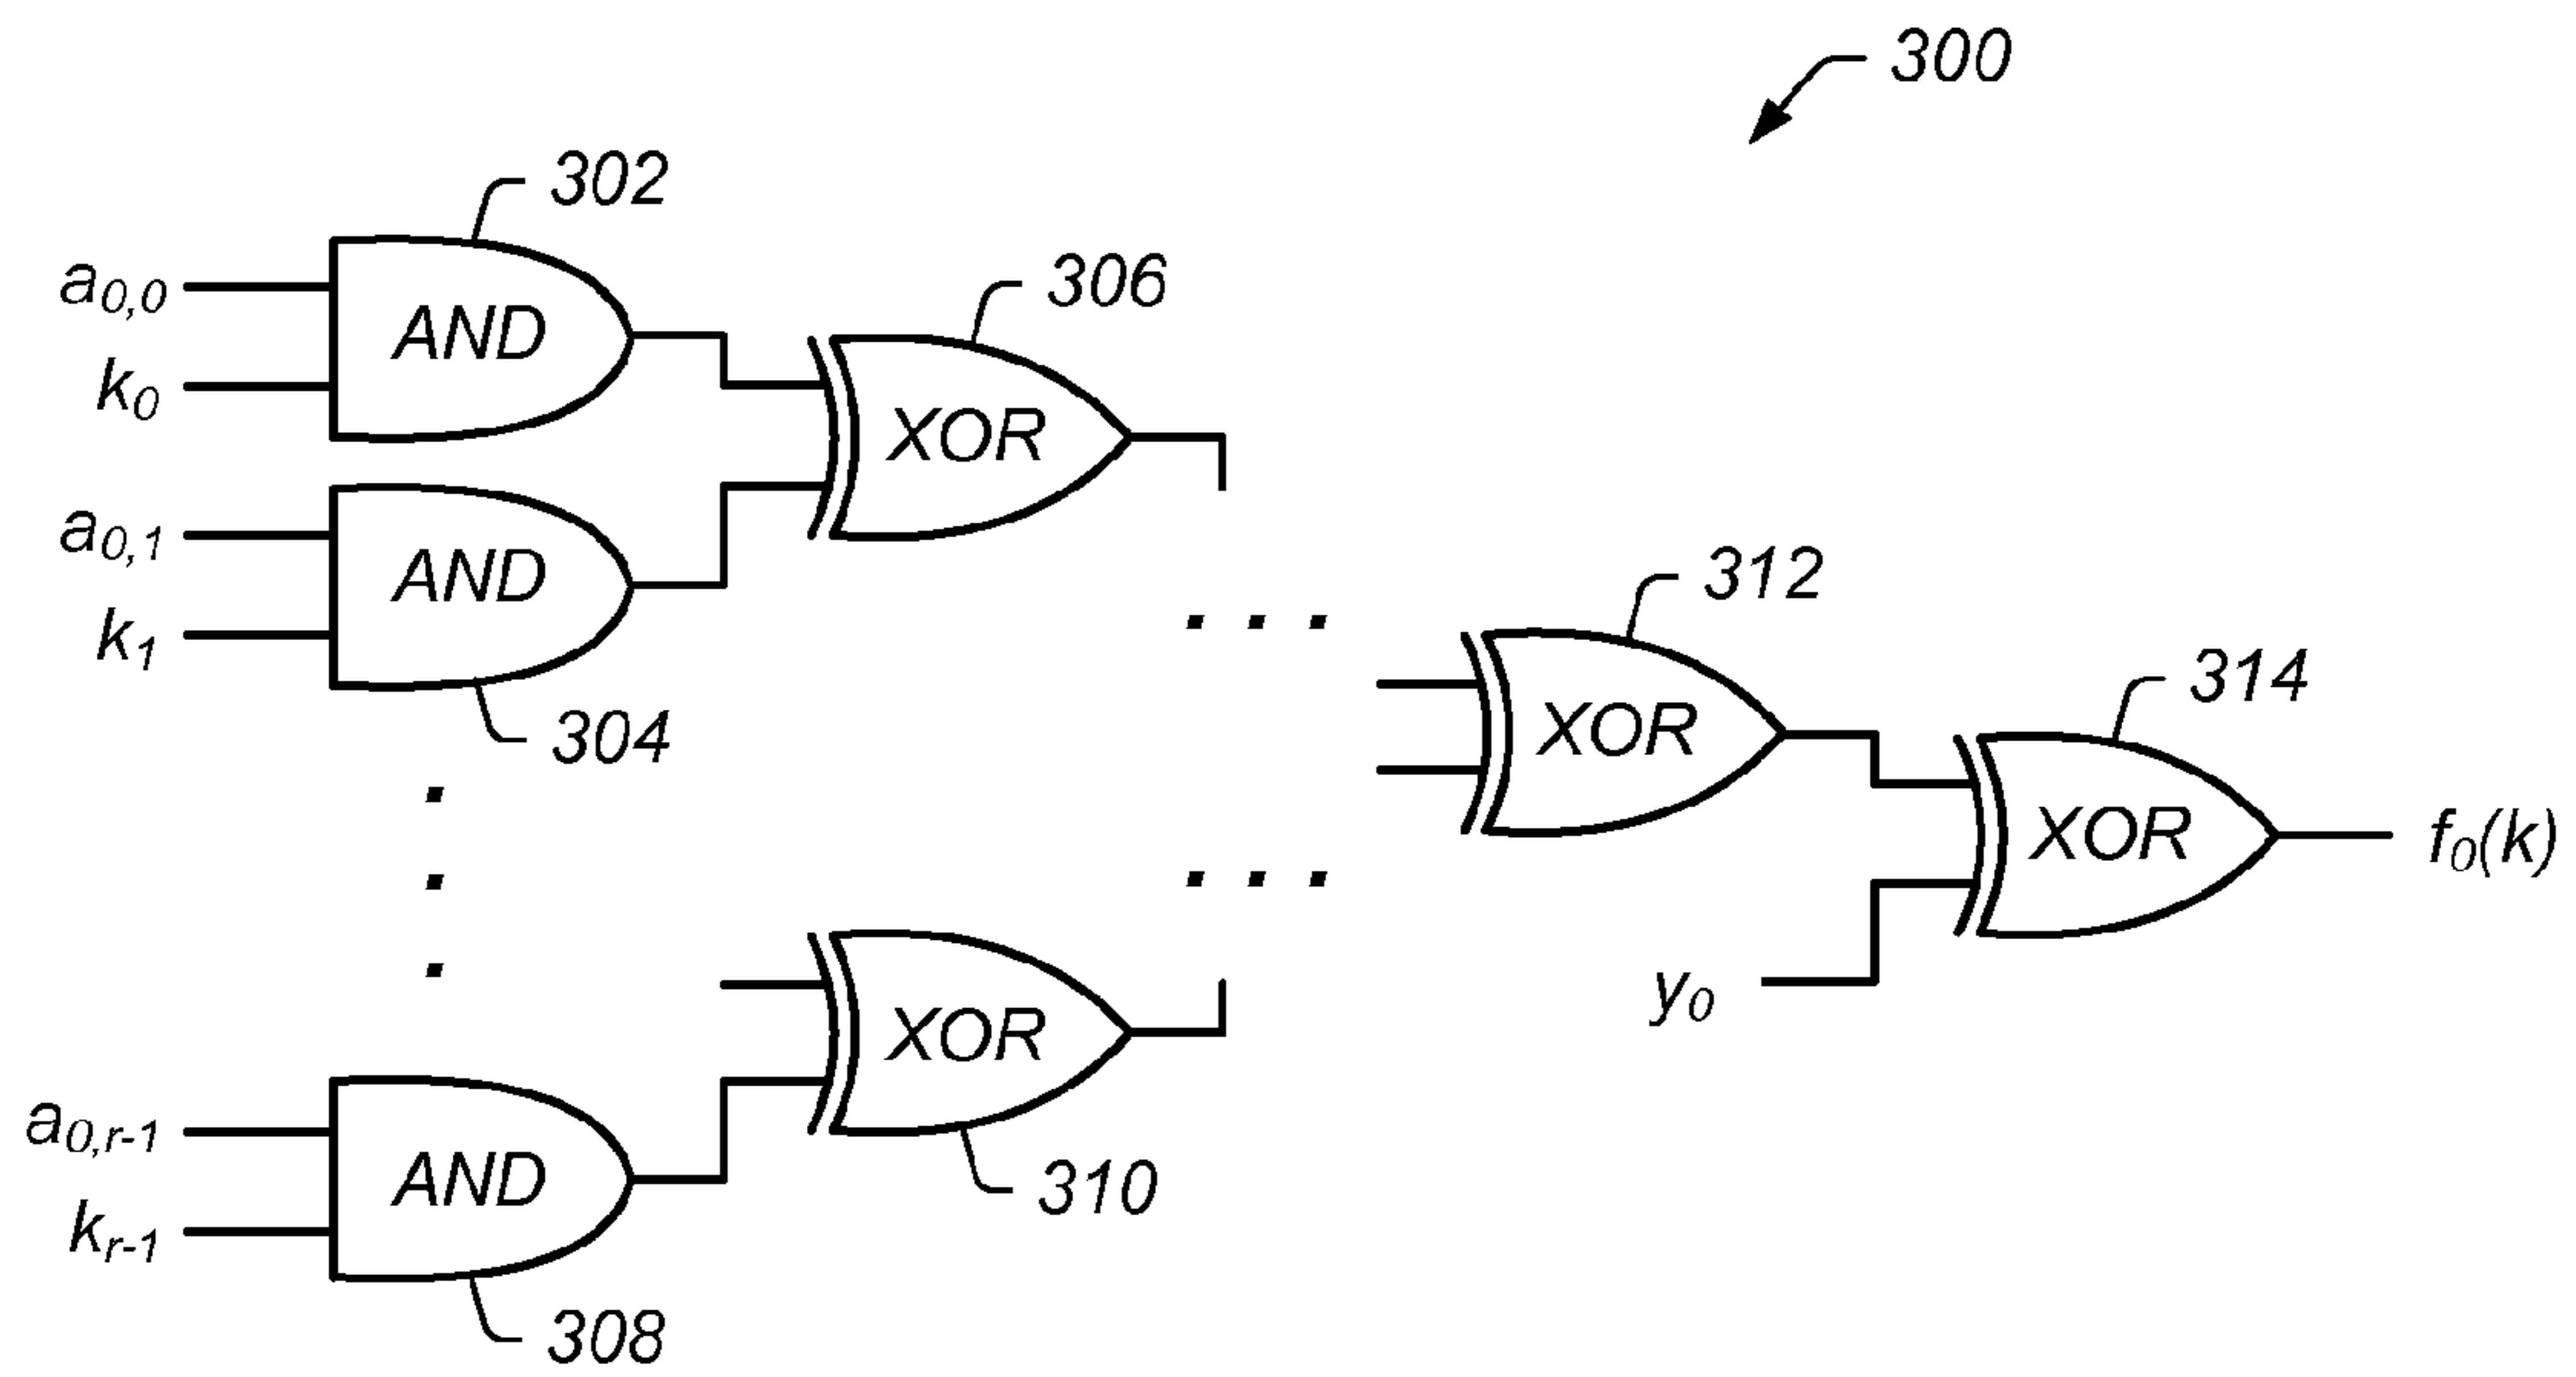 300
302
a0,0
AND
k0
306
XOR
a0,1
AND
k1
304
312
XOR
314
XOR
f0(k)
y0
XOR
310
a0,r-1
AND
kr-1
308